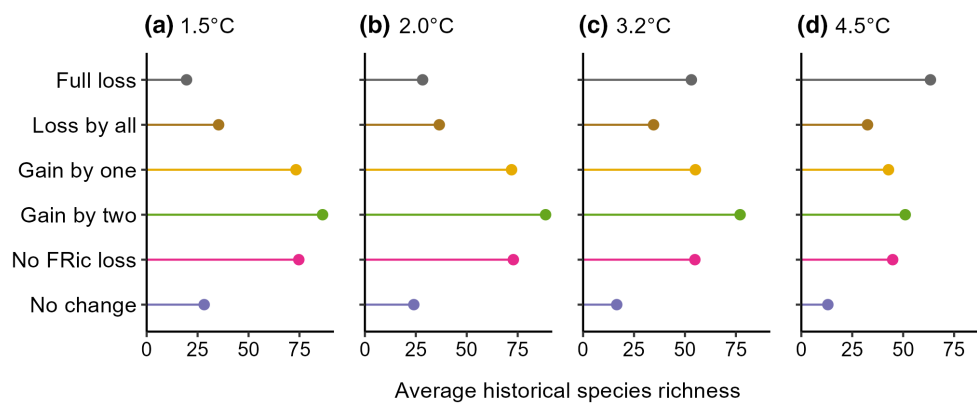 (a) 1.5°C (b) 2.0°C (c) 3.2°C (d) 4.5°C
Full loss
Loss by all
Gain by one
Gain by two
No FRic loss
No change
0 25 50 75 0 25 50 75 0 25 50 75 0 25 50 75
Average historical species richness